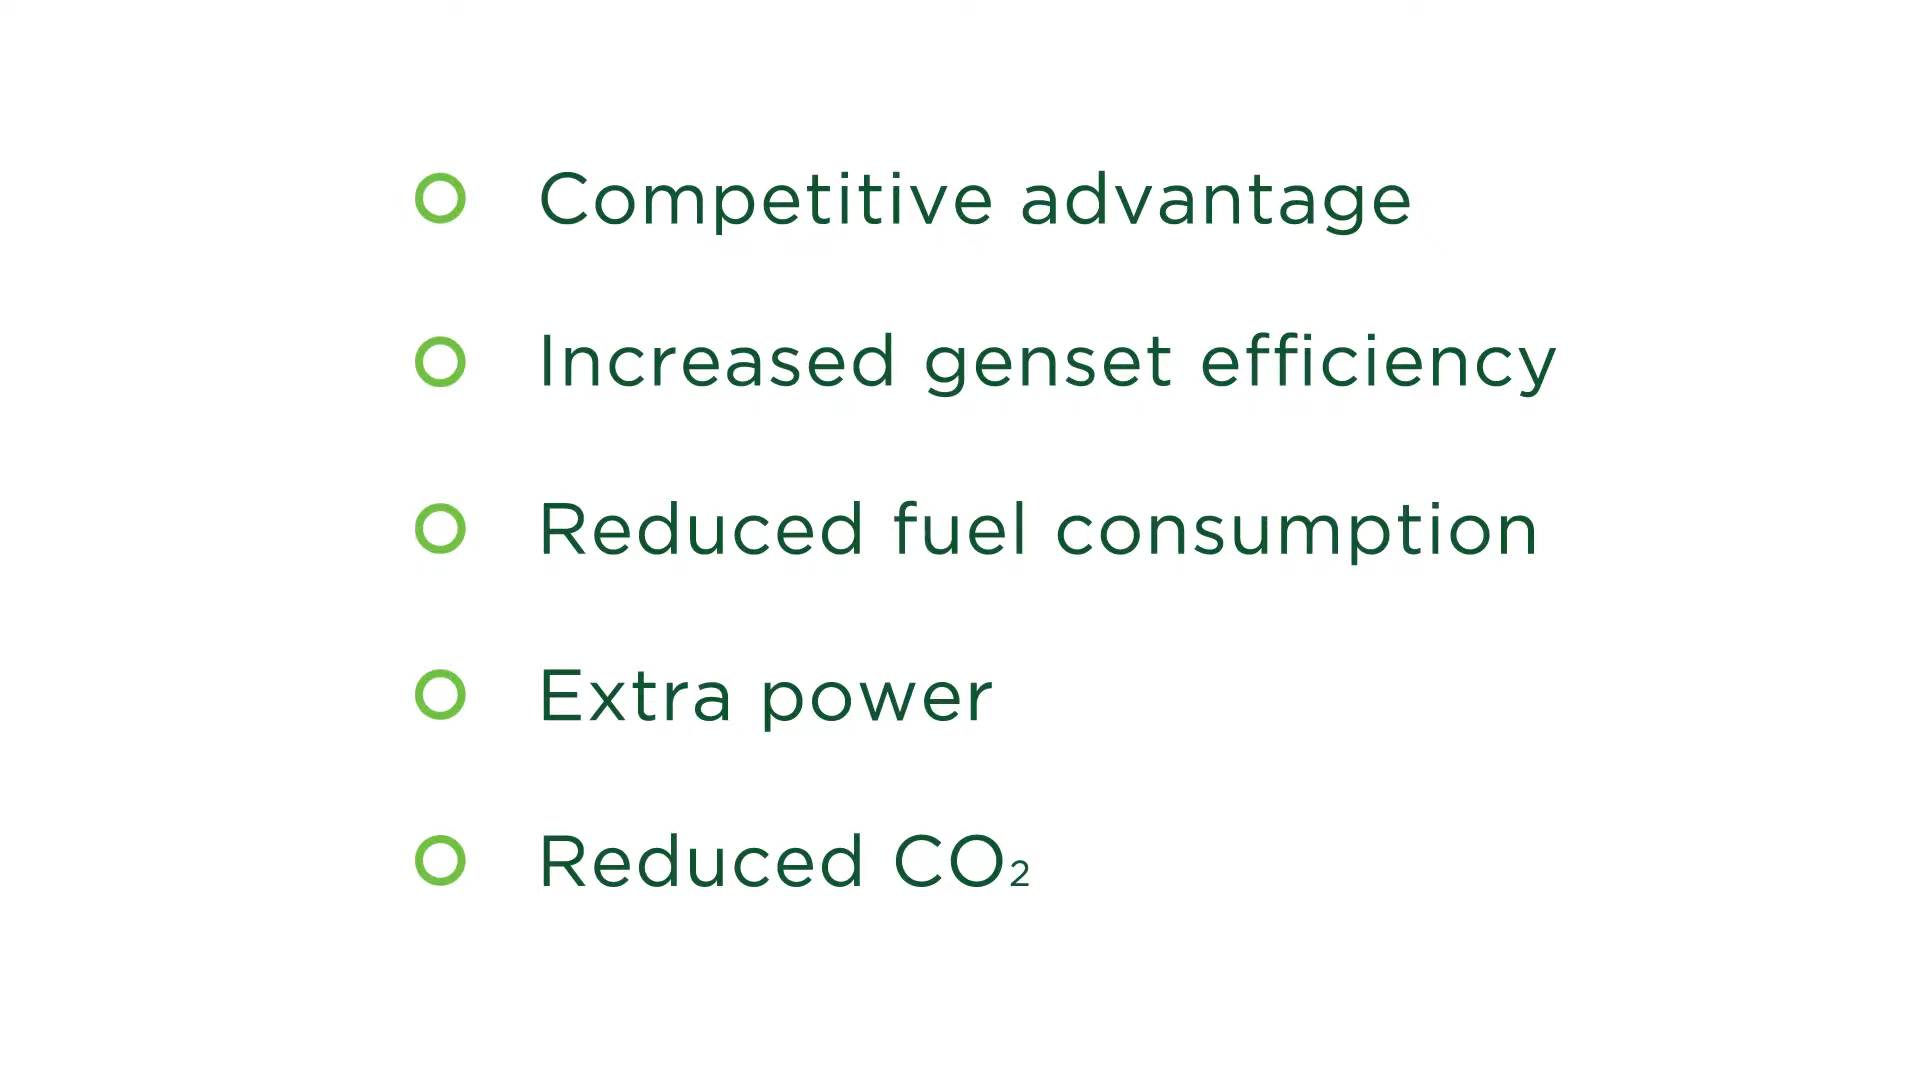 Competitive advantage
Increased genset efficiency
Reduced fuel consumption
Extra power
Reduced CO₂